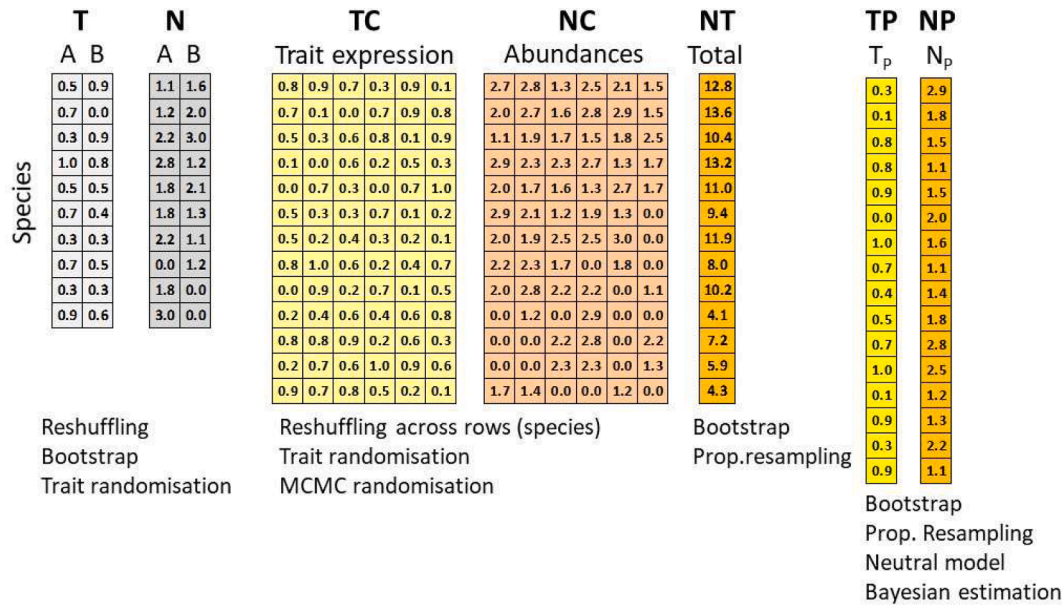 T N TC NC NT TP NP
A B A B Trait expression Abundances Total TP NP
Species
0.5 0.9 1.1 1.6 0.8 0.9 0.7 0.3 0.9 0.1 2.7 2.8 1.3 2.5 2.1 1.5 12.8 0.3 2.9
0.7 0.0 1.2 2.0 0.7 0.1 0.0 0.7 0.9 0.8 2.0 2.7 1.6 2.8 2.9 1.5 13.6 0.1 1.8
0.3 0.9 2.2 3.0 0.5 0.3 0.6 0.8 0.1 0.9 1.1 1.9 1.7 1.5 1.8 2.5 10.4 0.8 1.5
1.0 0.8 2.8 1.2 0.1 0.0 0.6 0.2 0.5 0.3 2.9 2.3 2.3 2.7 1.3 1.7 13.2 0.8 1.1
0.5 0.5 1.8 2.1 0.0 0.7 0.3 0.0 0.7 1.0 2.0 1.7 1.6 1.3 2.7 1.7 11.0 0.9 1.5
0.7 0.4 1.8 1.3 0.5 0.3 0.3 0.7 0.1 0.2 2.9 2.1 1.2 1.9 1.3 0.0 9.4 0.0 2.0
0.3 0.3 2.2 1.1 0.5 0.2 0.4 0.3 0.2 0.1 2.0 1.9 2.5 2.5 3.0 0.0 11.9 1.0 1.6
0.7 0.5 0.0 1.2 0.8 1.0 0.6 0.2 0.4 0.7 2.2 2.3 1.7 0.0 1.8 0.0 8.0 0.7 1.1
0.3 0.3 1.8 0.0 0.0 0.9 0.2 0.7 0.1 0.5 2.0 2.8 2.2 2.2 0.0 1.1 10.2 0.4 1.4
0.9 0.6 3.0 0.0 0.2 0.4 0.6 0.4 0.6 0.8 0.0 1.2 0.0 2.9 0.0 0.0 4.1 0.5 1.8
0.8 0.8 0.9 0.2 0.6 0.3 0.0 0.0 2.2 2.8 0.0 2.2 7.2 0.7 2.8
0.2 0.7 0.6 1.0 0.9 0.6 0.0 0.0 2.3 2.3 0.0 1.3 5.9 1.0 2.5
0.9 0.7 0.8 0.5 0.2 0.1 1.7 1.4 0.0 0.0 1.2 0.0 4.3 0.1 1.2
0.9 1.3
0.3 2.2
0.9 1.1
Reshuffling
Bootstrap
Trait randomisation
Reshuffling across rows (species)
Trait randomisation
MCMC randomisation
Bootstrap
Prop.resampling
Bootstrap
Prop. Resampling
Neutral model
Bayesian estimation